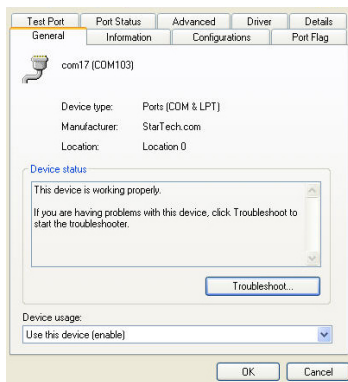 Test Port Port Status Advanced Driver Details
General Information Configurations Port Flag
com17 (COM103)
Device type: Ports (COM & LPT)
Manufacturer: StarTech.com
Location: Location 0
Device status
This device is working properly.
If you are having problems with this device, click Troubleshoot to
start the troubleshooter.
Troubleshoot...
Device usage:
Use this device (enable)
OK Cancel